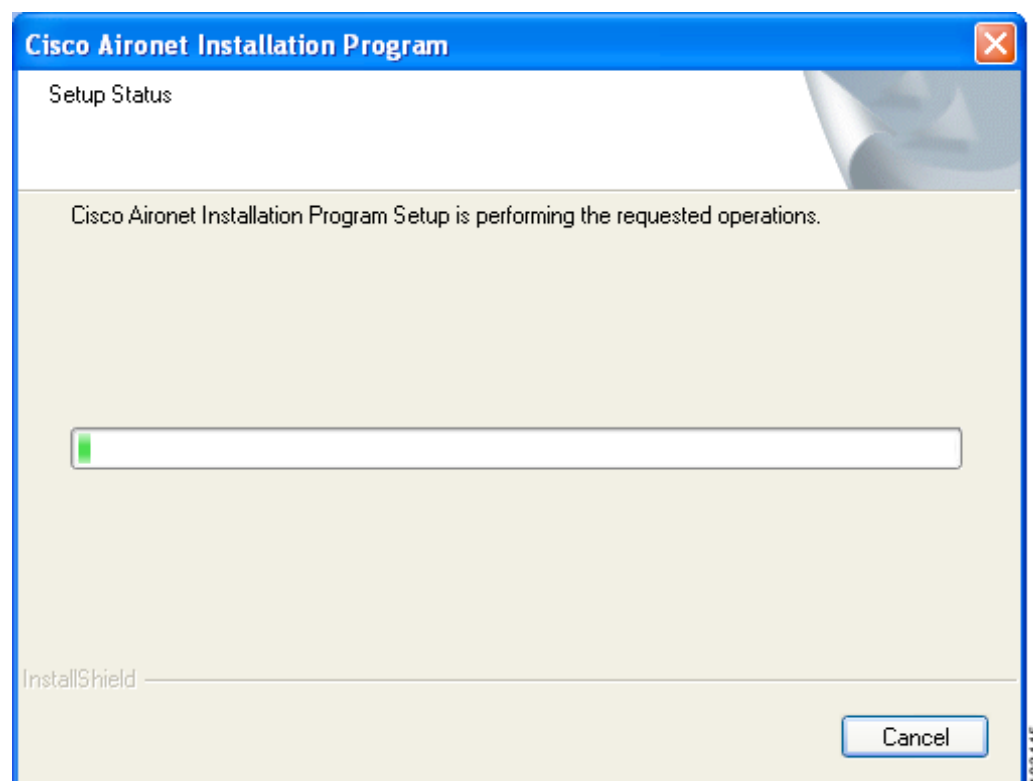 Cisco Aironet Installation Program
Setup Status
Cisco Aironet Installation Program Setup is performing the requested operations.
InstallShield
Cancel